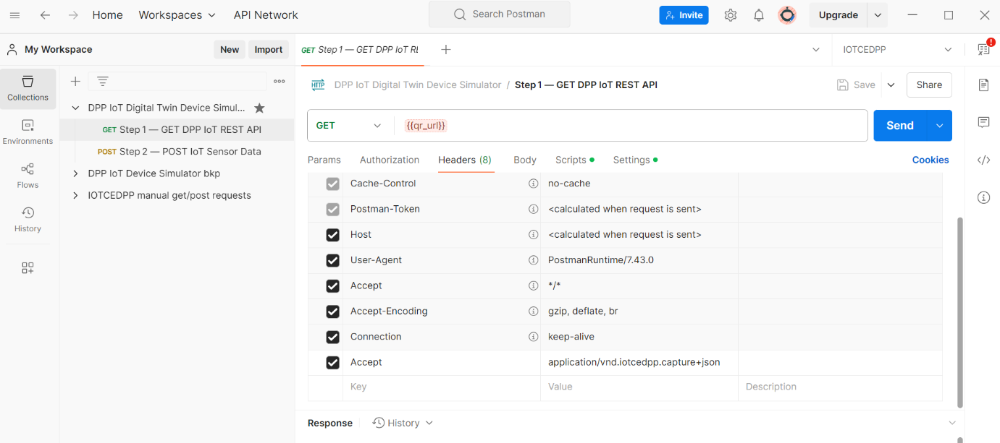 Home Workspaces API Network Search Postman Invite Upgrade
My Workspace New Import GET Step 1 — GET DPP IoT RE IOTCEDPP !
Collections
Environments
Flows
History
DPP IoT Digital Twin Device Simul...
GET Step 1 — GET DPP IoT REST API
POST Step 2 — POST IoT Sensor Data
DPP IoT Device Simulator bkp
IOTCEDPP manual get/post requests
HTTP DPP IoT Digital Twin Device Simulator / Step 1 — GET DPP IoT REST API Save Share
GET {{qr_url}} Send
Params Authorization Headers (8) Body Scripts Settings Cookies
Cache-Control no-cache
Postman-Token <calculated when request is sent>
Host <calculated when request is sent>
User-Agent PostmanRuntime/7.43.0
Accept */*
Accept-Encoding gzip, deflate, br
Connection keep-alive
Accept application/vnd.iotcedpp.capture+json
Key Value Description
Response History